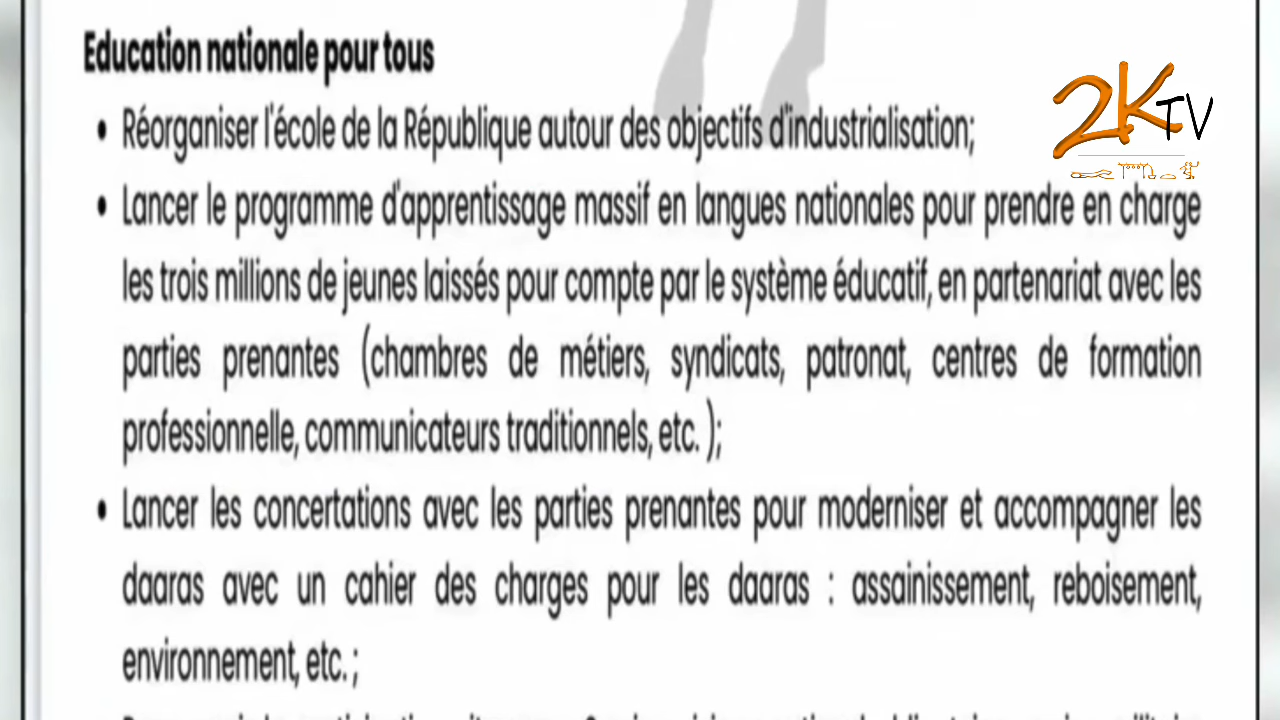 Education nationale pour tous
2KTV
• Réorganiser l'école de la République autour des objectifs d'industrialisation;
• Lancer le programme d'apprentissage massif en langues nationales pour prendre en charge
les trois millions de jeunes laissés pour compte par le système éducatif, en partenariat avec les
parties prenantes (chambres de métiers, syndicats, patronat, centres de formation
professionnelle, communicateurs traditionnels, etc. );
• Lancer les concertations avec les parties prenantes pour moderniser et accompagner les
daaras avec un cahier des charges pour les daaras : assainissement, reboisement,
environnement, etc. ;